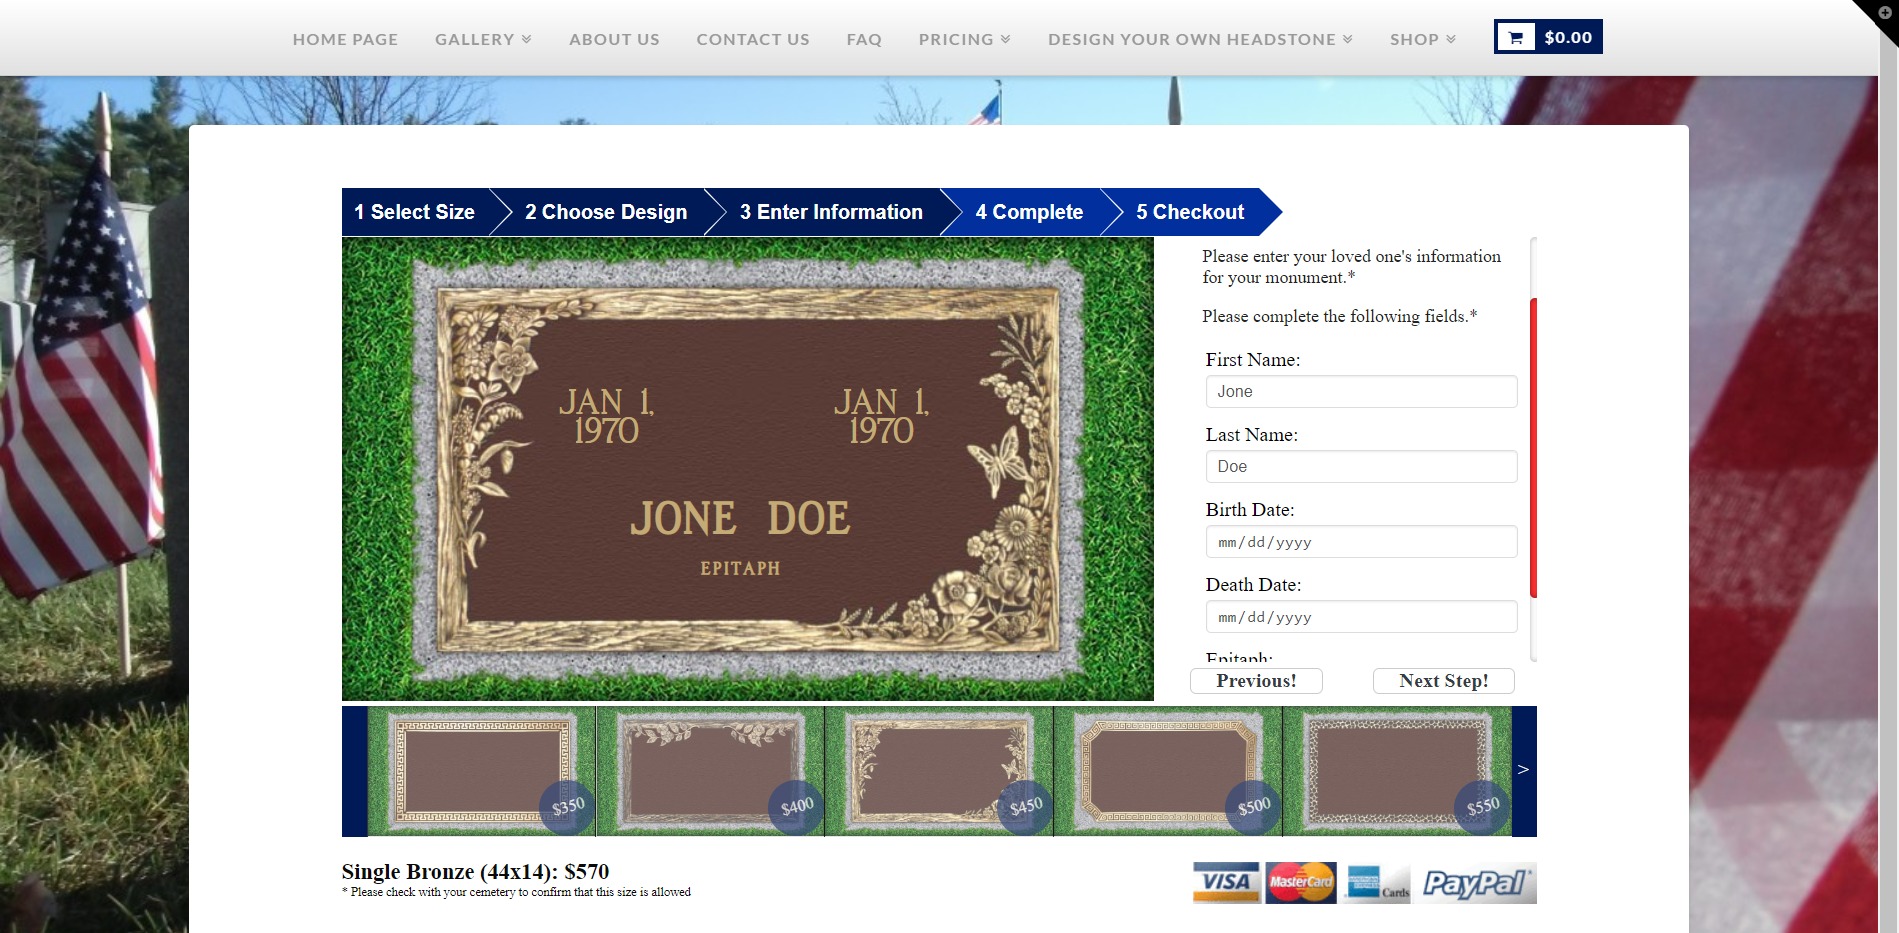 HOME PAGE GALLERY ABOUT US CONTACT US FAQ PRICING DESIGN YOUR OWN HEADSTONE SHOP $0.00
1 Select Size 2 Choose Design 3 Enter Information 4 Complete 5 Checkout
Please enter your loved one's information
for your monument.*
Please complete the following fields.*
First Name:
Jone
Last Name:
Doe
Birth Date:
mm/dd/yyyy
Death Date:
mm/dd/yyyy
Epitaph:
Previous! Next Step!
JAN 1, JAN 1,
1970 1970
JONE DOE
EPITAPH
$350 $400 $450 $500 $550 >
Single Bronze (44x14): $570
* Please check with your cemetery to confirm that this size is allowed
VISA MasterCard Cards PayPal